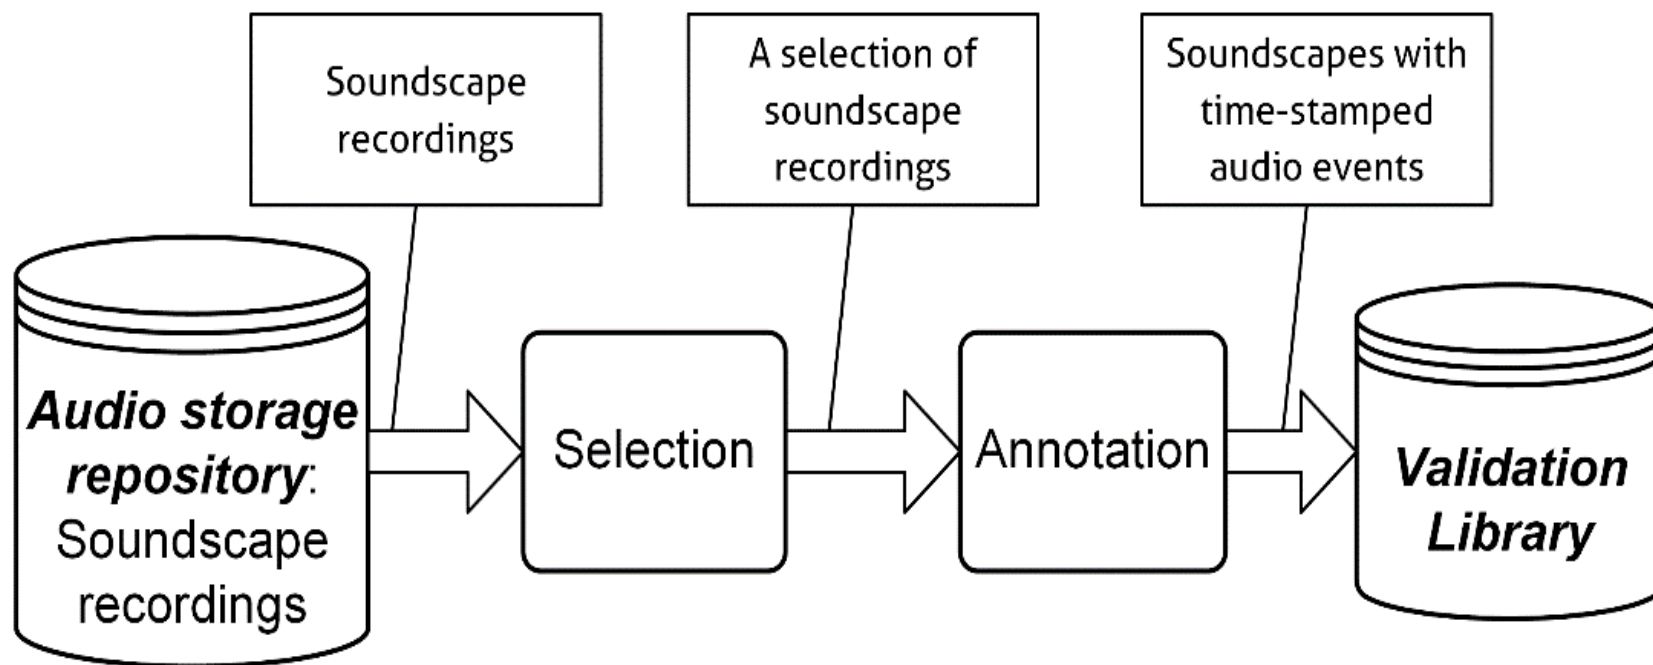 Soundscape
recordings
A selection of
soundscape
recordings
Soundscapes with
time-stamped
audio events
Audio storage
repository:
Soundscape
recordings
Selection
Annotation
Validation
Library